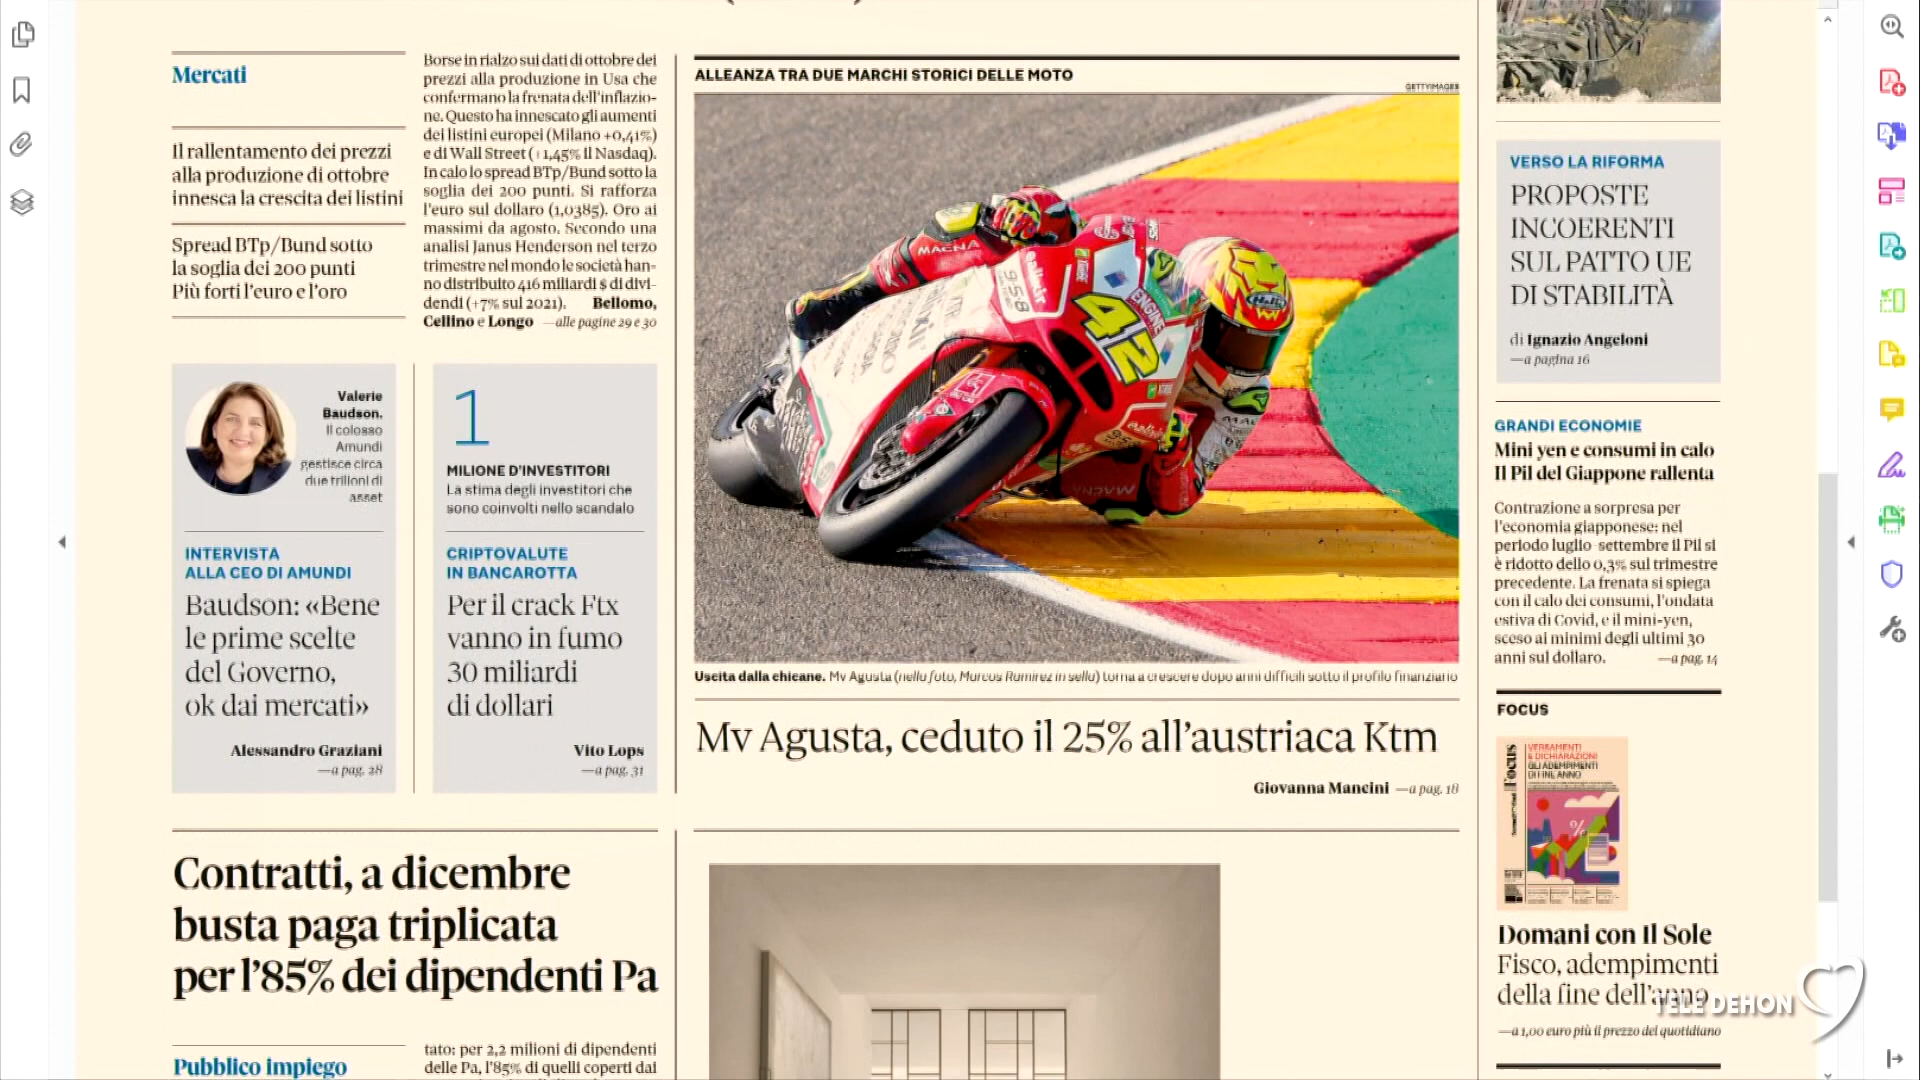 Mercati
Il rallentamento dei prezzi
alla produzione di ottobre
innesca la crescita dei listini
Spread BTp/Bund sotto
la soglia dei 200 punti
Più forti l'euro e l'oro
Borse in rialzo sui dati di ottobre dei
prezzi alla produzione in Usa che
confermano la frenata dell'inflazio-
ne. Questo ha innescato gli aumenti
dei listini europei (Milano +0,41%)
e di Wall Street (+1,45% il Nasdaq).
In calo lo spread BTp/Bund sotto la
soglia dei 200 punti. Si rafforza
l'euro sul dollaro (1,0385). Oro ai
massimi da agosto. Secondo una
analisi Janus Henderson nel terzo
trimestre nel mondo le società han-
no distribuito 416 miliardi $ di divi-
dendi (+7% sul 2021). Bellomo,
Cellino e Longo —alle pagine 29 e 30
Valerie
Baudson.
Il colosso
Amundi
gestisce circa
due trilioni di
asset
INTERVISTA
ALLA CEO DI AMUNDI
Baudson: «Bene
le prime scelte
del Governo,
ok dai mercati»
Alessandro Graziani
—a pag. 28
1
MILIONE D'INVESTITORI
La stima degli investitori che
sono coinvolti nello scandalo
CRIPTOVALUTE
IN BANCAROTTA
Per il crack Ftx
vanno in fumo
30 miliardi
di dollari
Vito Lops
—a pag. 31
ALLEANZA TRA DUE MARCHI STORICI DELLE MOTO
GETTYIMAGES
MAGNA
958
42
ENGINE
Uscita dalla chicane. Mv Agusta (nella foto, Marcos Ramirez in sella) torna a crescere dopo anni difficili sotto il profilo finanziario
Mv Agusta, ceduto il 25% all'austriaca Ktm
Giovanna Mancini —a pag. 18
Contratti, a dicembre
busta paga triplicata
per l'85% dei dipendenti Pa
Pubblico impiego
tato: per 2,2 milioni di dipendenti
delle Pa, l'85% di quelli coperti dai
VERSO LA RIFORMA
PROPOSTE
INCOERENTI
SUL PATTO UE
DI STABILITÀ
di Ignazio Angeloni
—a pagina 16
GRANDI ECONOMIE
Mini yen e consumi in calo
Il Pil del Giappone rallenta
Contrazione a sorpresa per
l'economia giapponese: nel
periodo luglio-settembre il Pil si
è ridotto dello 0,3% sul trimestre
precedente. La frenata si spiega
con il calo dei consumi, l'ondata
estiva di Covid, e il mini-yen,
sceso ai minimi degli ultimi 30
anni sul dollaro. —a pag. 14
FOCUS
Focus
VERSAMENTI
E DICHIARAZIONI
GLI ADEMPIMENTI
DI FINE ANNO
%
Domani con Il Sole
Fisco, adempimenti
della fine dell'anno
—a 1,00 euro più il prezzo del quotidiano
TELE DEHON